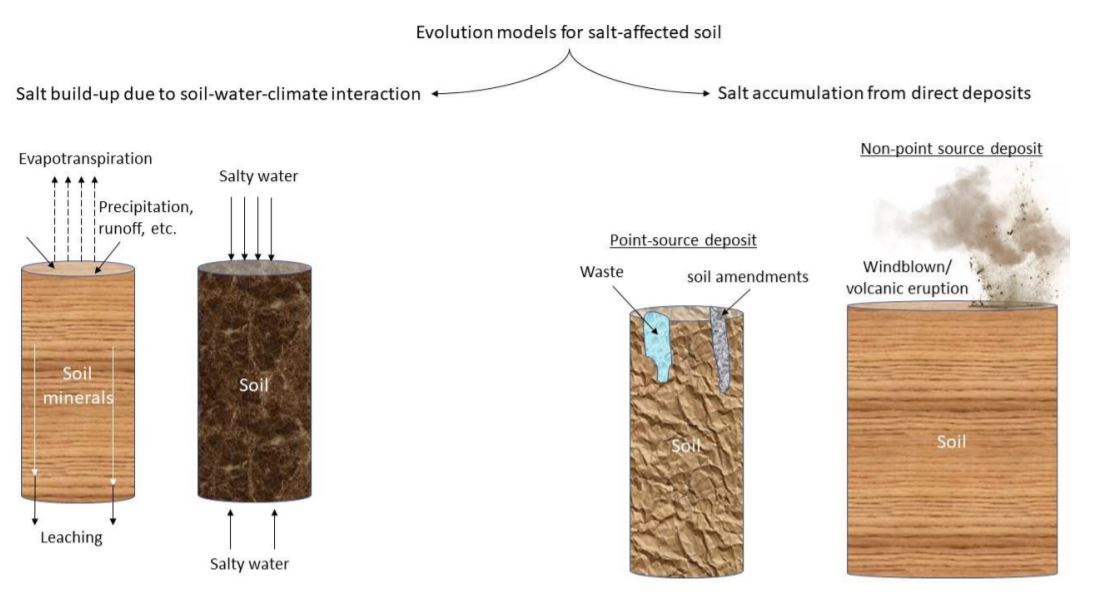 Evolution models for salt-affected soil
Salt build-up due to soil-water-climate interaction
Salt accumulation from direct deposits
Evapotranspiration
Precipitation,
runoff, etc.
Soil
minerals
Leaching
Salty water
Soil
Salty water
Point-source deposit
Waste
soil amendments
Soil
Non-point source deposit
Windblown/
volcanic eruption
Soil